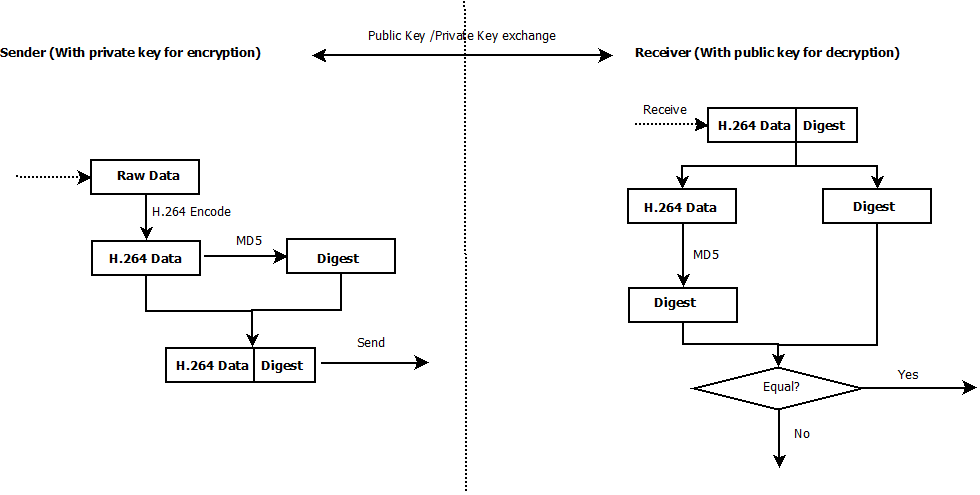 Public Key /Private Key exchange
Sender (With private key for encryption)
Receiver (With public key for decryption)
Raw Data
H.264 Encode
H.264 Data
MD5
Digest
H.264 Data
Digest
Send
Receive
H.264 Data
Digest
H.264 Data
Digest
MD5
Digest
Equal?
Yes
No